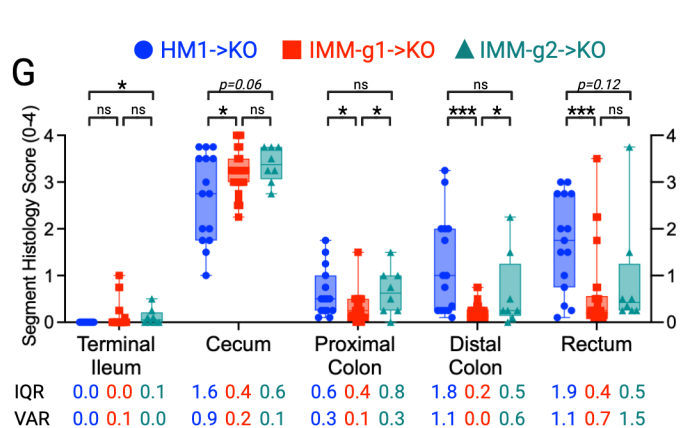 HM1->KO IMM-g1->KO IMM-g2->KO
G
* p=0.06 ns ns p=0.12
ns ns * ns * * *** * *** ns
Segment Histology Score (0-4)
4 4
3 3
2 2
1 1
0 0
Terminal Ileum Cecum Proximal Colon Distal Colon Rectum
IQR 0.0 0.0 0.1 1.6 0.4 0.6 0.6 0.4 0.8 1.8 0.2 0.5 1.9 0.4 0.5
VAR 0.0 0.1 0.0 0.9 0.2 0.1 0.3 0.1 0.3 1.1 0.0 0.6 1.1 0.7 1.5